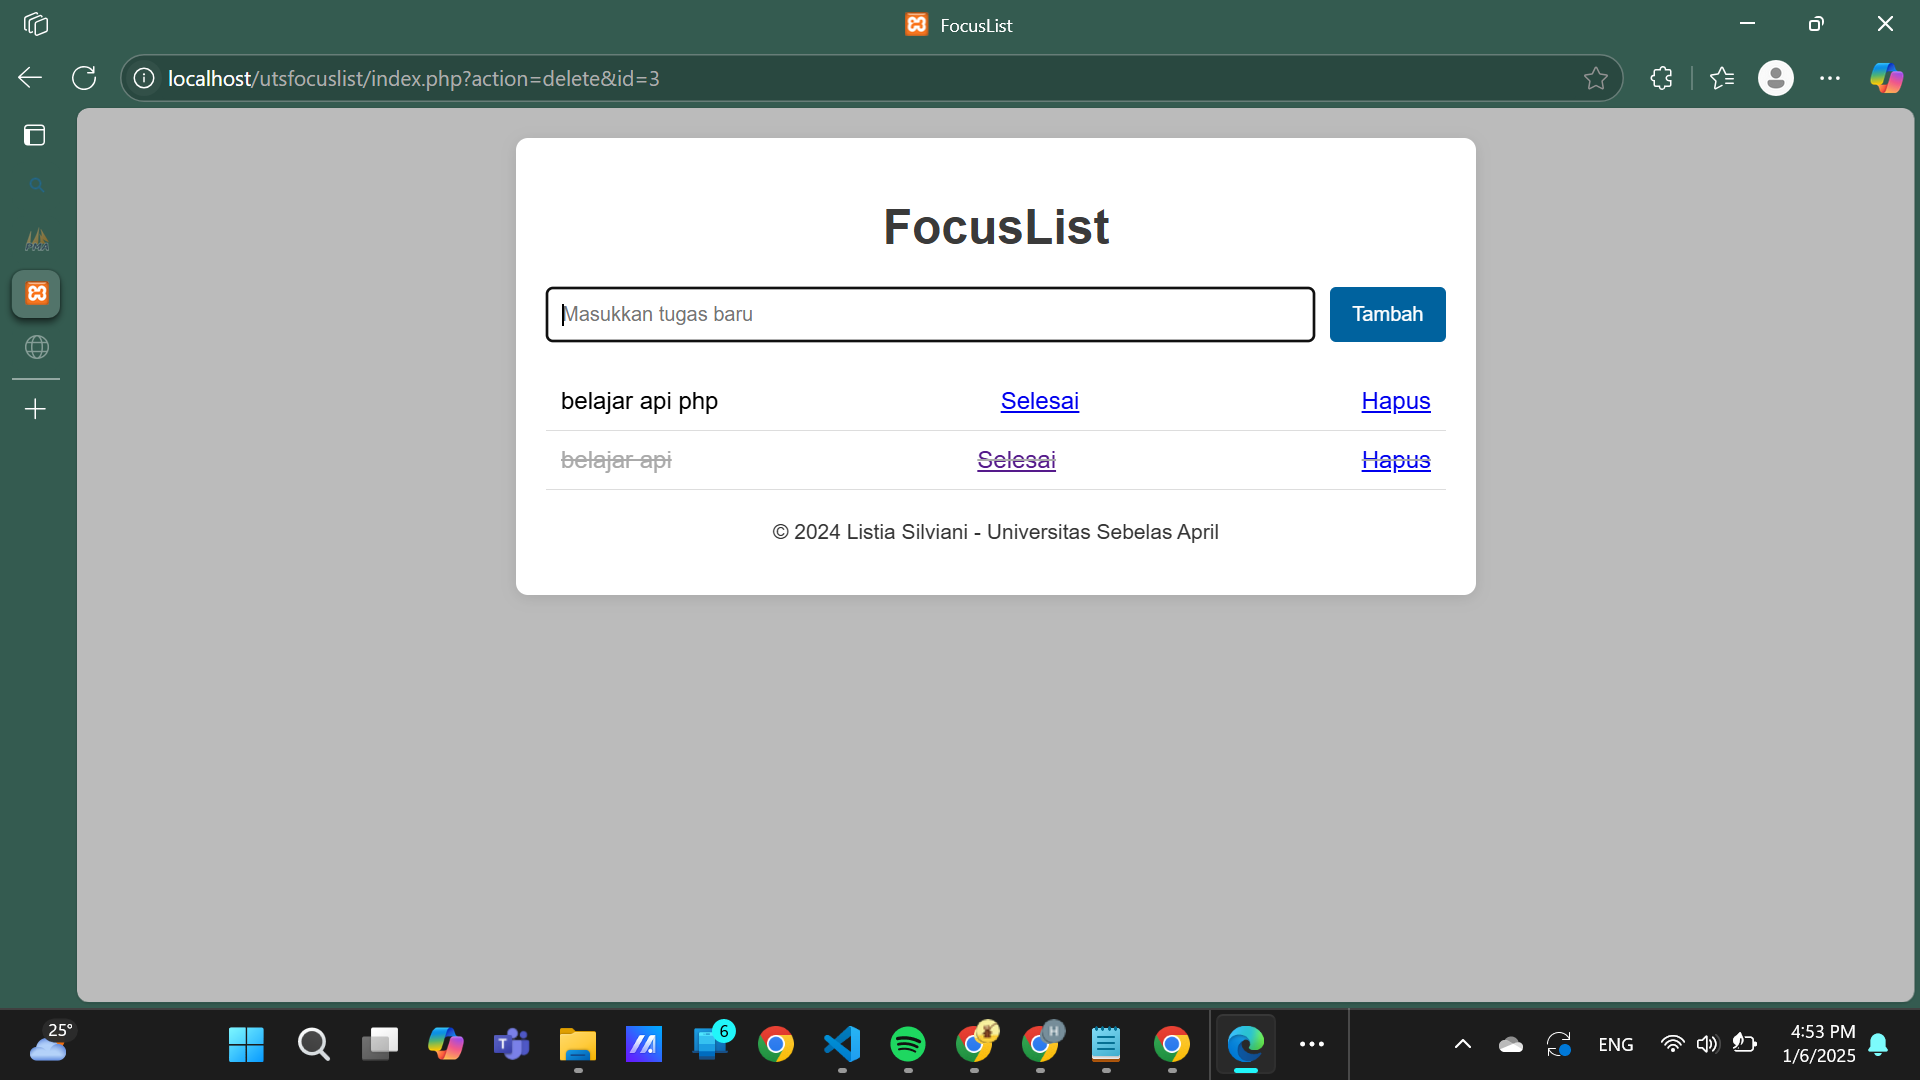 FocusList
localhost/utsfocuslist/index.php?action=delete&id=3
FocusList
Masukkan tugas baru
Tambah
belajar api php
Selesai
Hapus
belajar api
Selesai
Hapus
© 2024 Listia Silviani - Universitas Sebelas April
25°
6
H
ENG
4:53 PM
1/6/2025